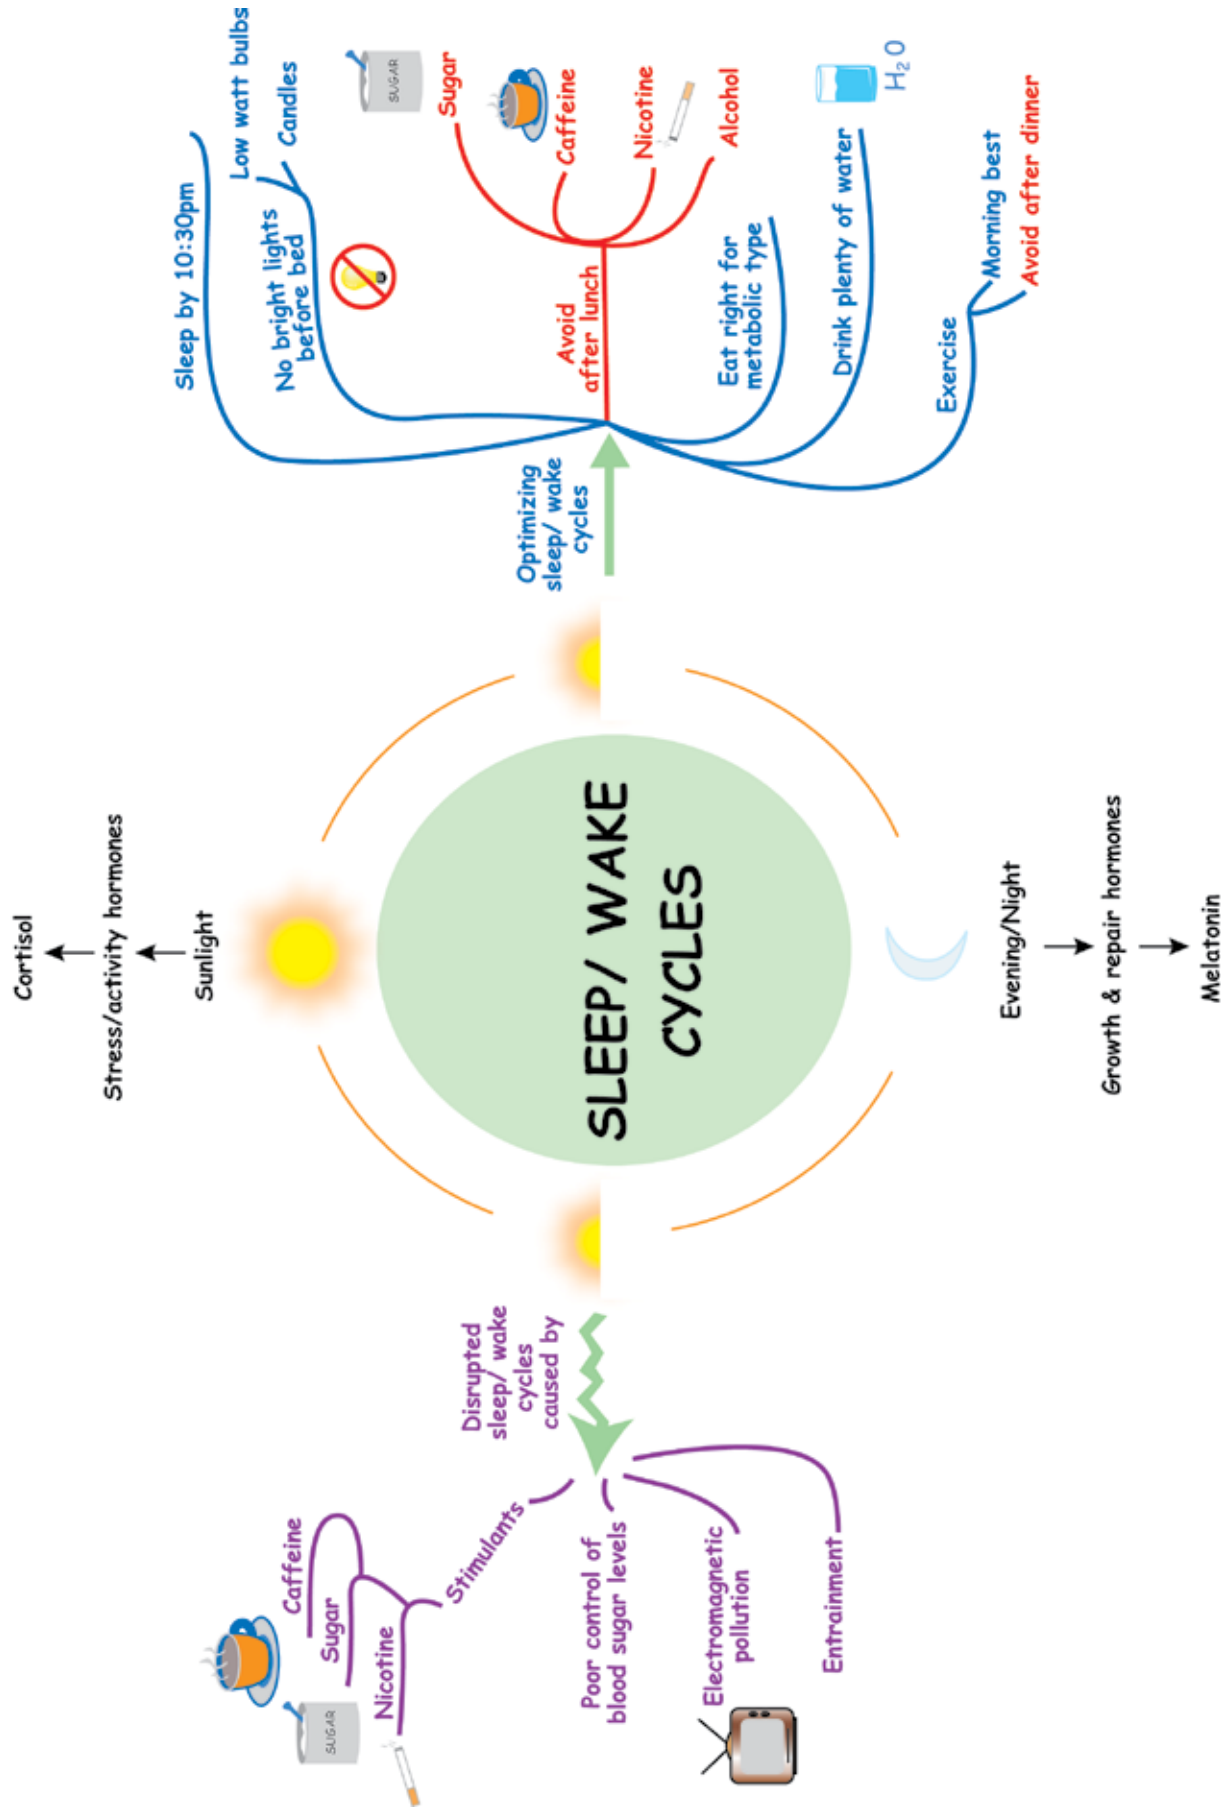 Cortisol
Stress/activity hormones
Sunlight
SLEEP/ WAKE
CYCLES
Evening/Night
Growth & repair hormones
Melatonin
Disrupted
sleep/ wake
cycles
caused by
Stimulants
Caffeine
Sugar
SUGAR
Nicotine
Poor control of
blood sugar levels
Electromagnetic
pollution
Entrainment
Optimizing
sleep/ wake
cycles
Sleep by 10:30pm
No bright lights
before bed
Low watt bulbs
Candles
Avoid
after lunch
SUGAR
Sugar
Caffeine
Nicotine
Alcohol
Eat right for
metabolic type
Drink plenty of water
H₂O
Exercise
Morning best
Avoid after dinner